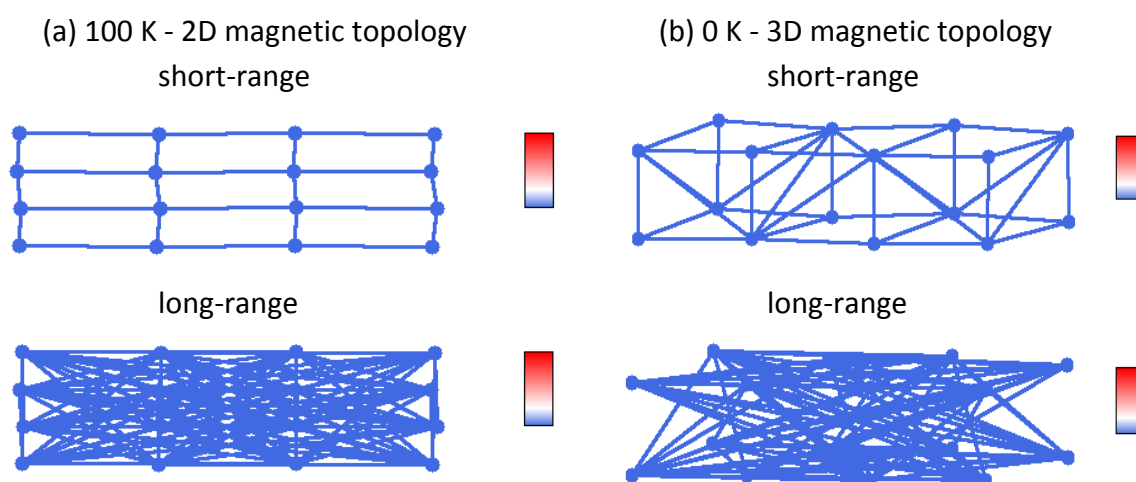 (a) 100 K - 2D magnetic topology
short-range
long-range
(b) 0 K - 3D magnetic topology
short-range
long-range